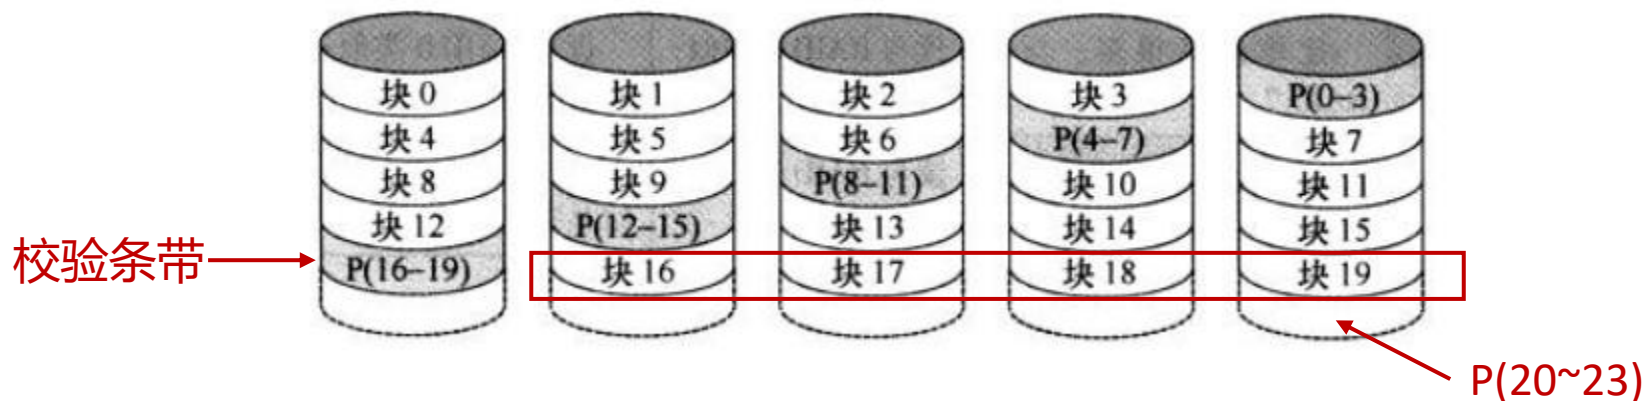 块 0 块 1 块 2 块 3 P(0–3)
块 4 块 5 块 6 P(4–7) 块 7
块 8 块 9 P(8–11) 块 10 块 11
块 12 P(12–15) 块 13 块 14 块 15
校验条带 P(16–19) 块 16 块 17 块 18 块 19
P(20~23)